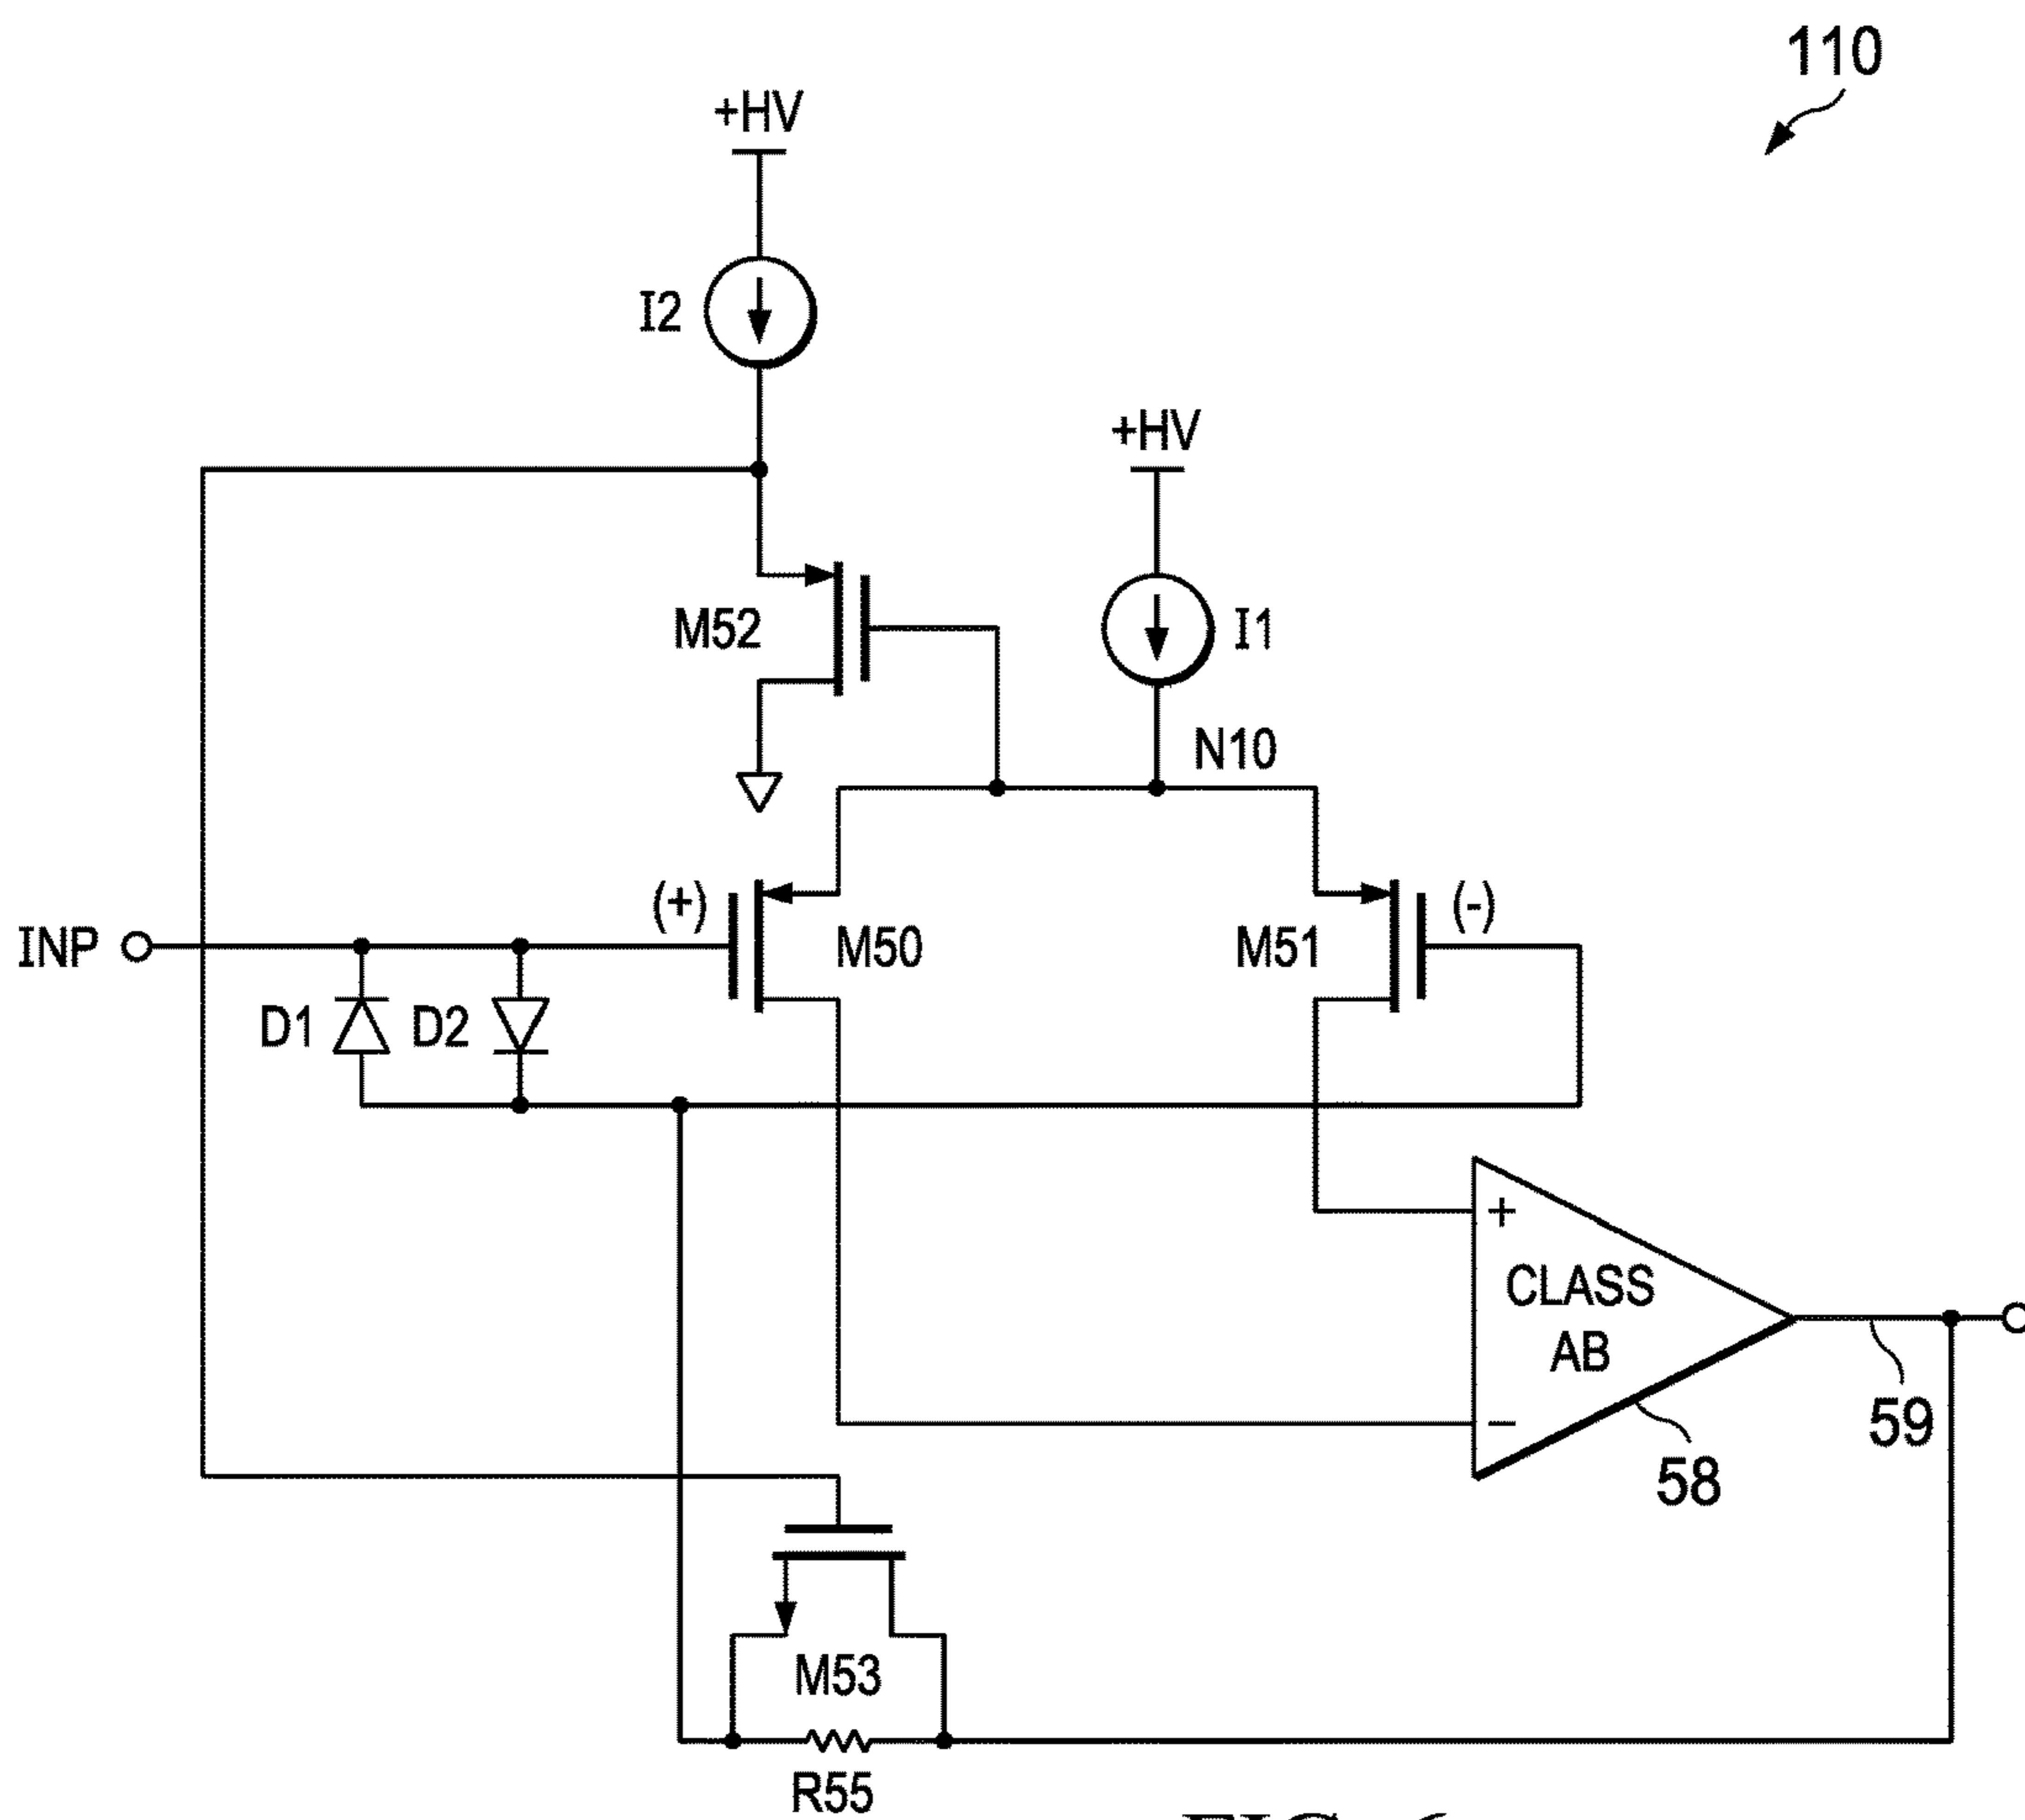 110
+HV
I2
+HV
M52
I1
N10
(+)
(-)
INP
M50
M51
D1
D2
+
CLASS
AB
59
−
58
M53
R55